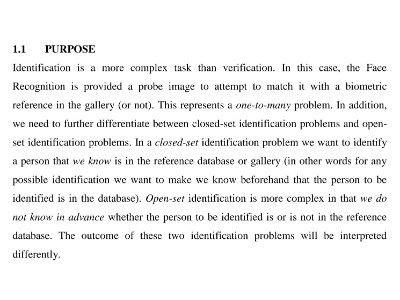 1.1 PURPOSE
Identification is a more complex task than verification. In this case, the Face
Recognition is provided a probe image to attempt to match it with a biometric
reference in the gallery (or not). This represents a one-to-many problem. In addition,
we need to further differentiate between closed-set identification problems and open-
set identification problems. In a closed-set identification problem we want to identify
a person that we know is in the reference database or gallery (in other words for any
possible identification we want to make we know beforehand that the person to be
identified is in the database). Open-set identification is more complex in that we do
not know in advance whether the person to be identified is or is not in the reference
database. The outcome of these two identification problems will be interpreted
differently.